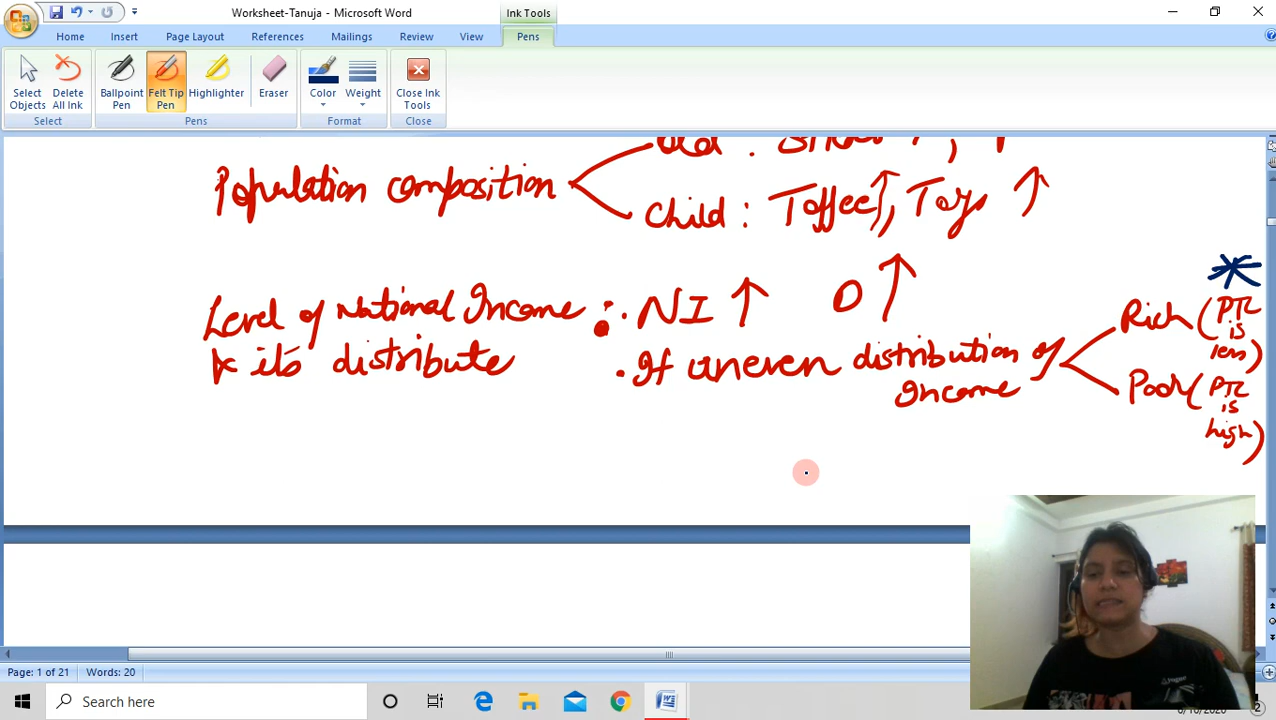 Worksheet-Tanuja - Microsoft Word
Ink Tools
Home Insert Page Layout References Mailings Review View Pens
Select Objects
Delete All Ink
Ballpoint Pen
Felt Tip Pen
Highlighter
Eraser
Color
Weight
Close Ink Tools
Select Pens Format Close
Population composition
Child : Toffee↑, Toys ↑
Level of National Income : . NI ↑ D ↑
& its distribute
. If uneven distribution of Income
*
Rich (PTC is less)
Poor (PTC is high)
Page: 1 of 21 Words: 20
Search here
2